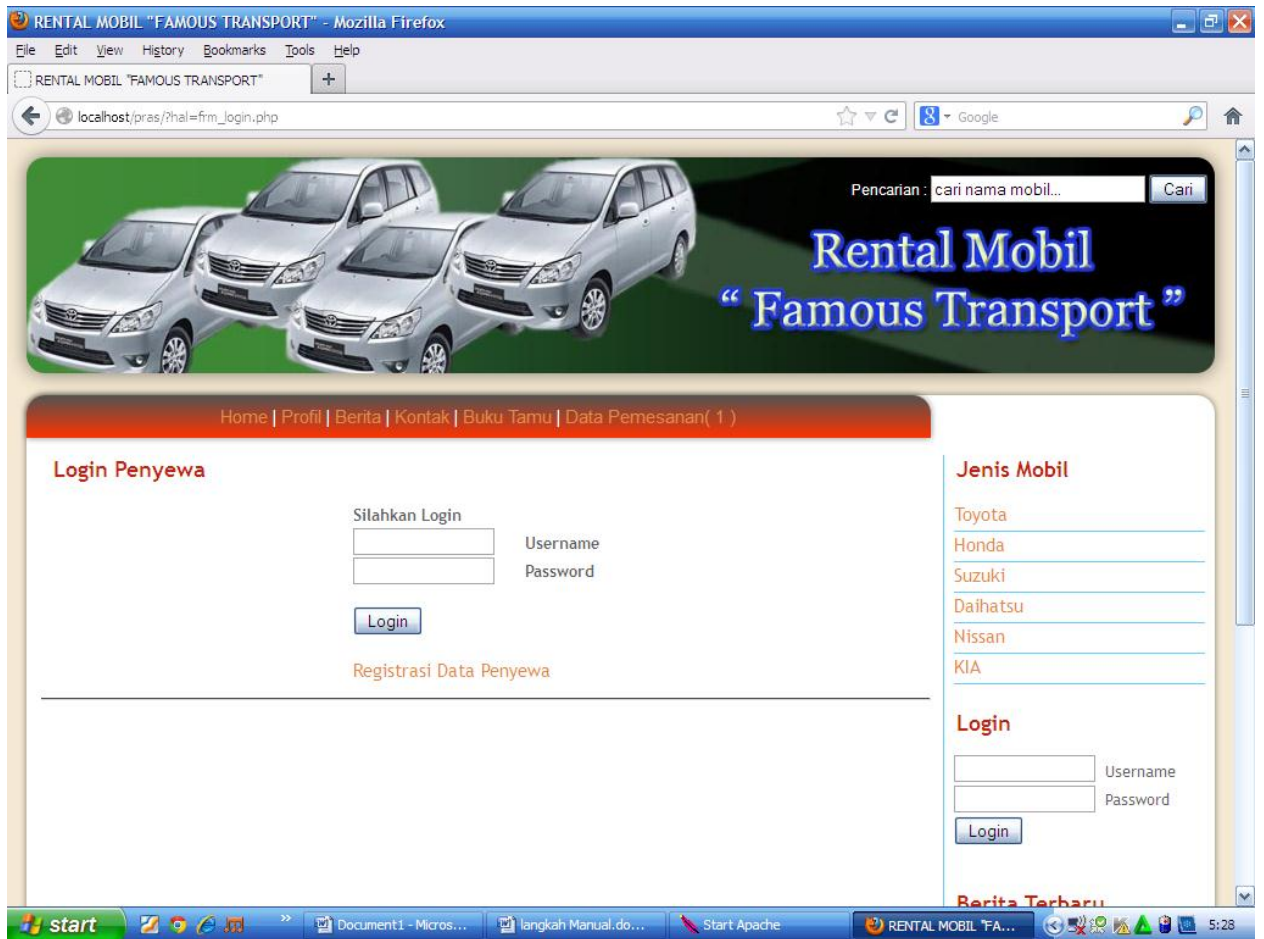 RENTAL MOBIL "FAMOUS TRANSPORT" - Mozilla Firefox
File Edit View History Bookmarks Tools Help
RENTAL MOBIL "FAMOUS TRANSPORT" +
localhost/pras/?hal=frm_login.php
Google
Pencarian : cari nama mobil... Cari
Rental Mobil
“ Famous Transport ”
Home | Profil | Berita | Kontak | Buku Tamu | Data Pemesanan( 1 )
Login Penyewa
Silahkan Login
Username
Password
Login
Registrasi Data Penyewa
Jenis Mobil
Toyota
Honda
Suzuki
Daihatsu
Nissan
KIA
Login
Username
Password
Login
Berita Terbaru
start Document1 - Micros... langkah Manual.do... Start Apache RENTAL MOBIL "FA... 5:28